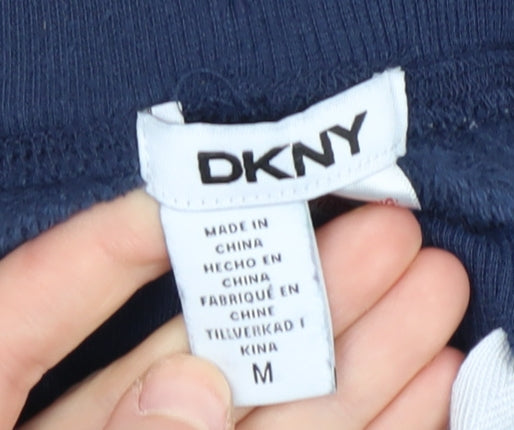 DKNY
MADE IN
CHINA
HECHO EN
CHINA
FABRIQUÉ EN
CHINE
TILLVERKAD I
KINA
M